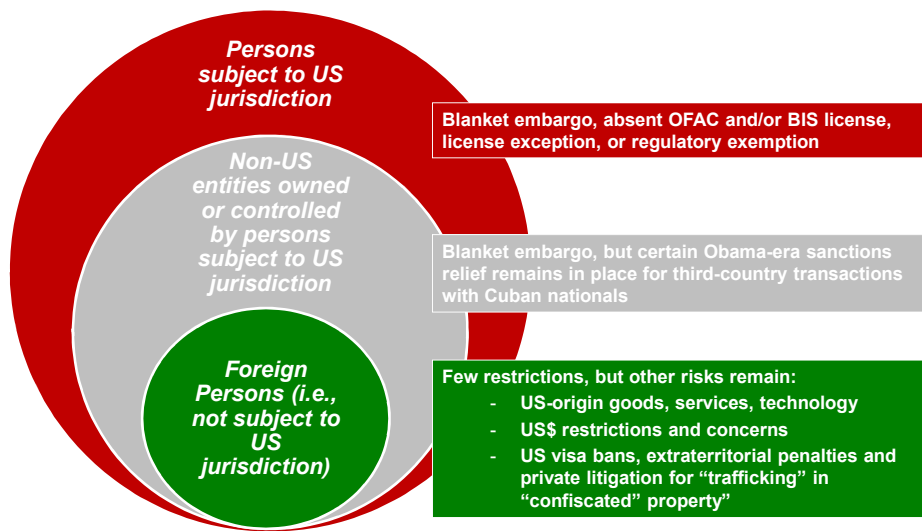 Persons
subject to US
jurisdiction
Blanket embargo, absent OFAC and/or BIS license,
license exception, or regulatory exemption
Non-US
entities owned
or controlled
by persons
subject to US
jurisdiction
Blanket embargo, but certain Obama-era sanctions
relief remains in place for third-country transactions
with Cuban nationals
Foreign
Persons (i.e.,
not subject to
US
jurisdiction)
Few restrictions, but other risks remain:
- US-origin goods, services, technology
- US$ restrictions and concerns
- US visa bans, extraterritorial penalties and
private litigation for “trafficking” in
“confiscated” property”